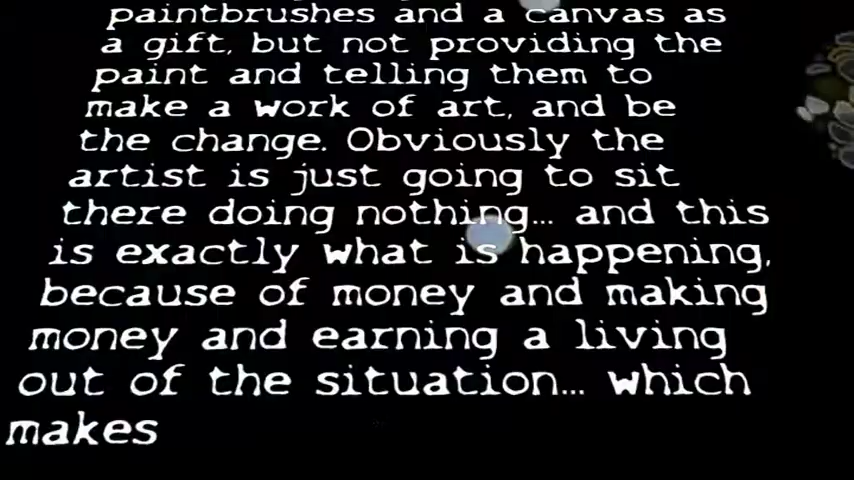 paintbrushes and a canvas as
a gift, but not providing the
paint and telling them to
make a work of art, and be
the change. Obviously the
artist is just going to sit
there doing nothing... and this
is exactly what is happening,
because of money and making
money and earning a living
out of the situation... which
makes